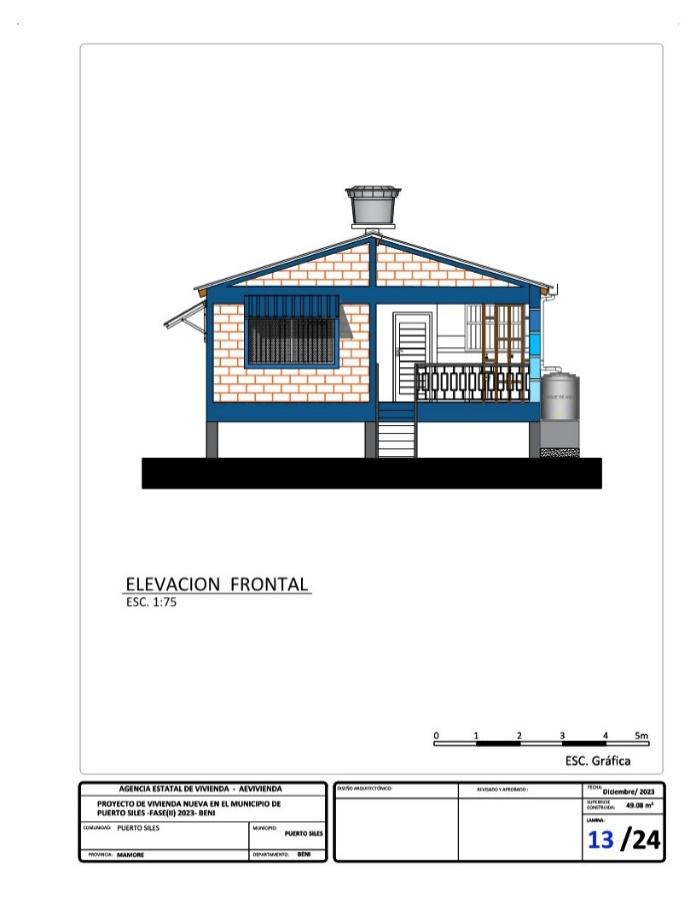 ELEVACION FRONTAL
ESC. 1:75
0 1 2 3 4 5m
ESC. Gráfica
AGENCIA ESTATAL DE VIVIENDA - AEVIVIENDA
PROYECTO DE VIVIENDA NUEVA EN EL MUNICIPIO DE
PUERTO SILES -FASE(II) 2023- BENI
COMUNIDAD: PUERTO SILES
MUNICIPIO:
PUERTO SILES
PROVINCIA: MAMORE
DEPARTAMENTO: BENI
DISEÑO ARQUITECTÓNICO:
REVISADO Y APROBADO :
FECHA:
Diciembre/ 2023
SUPERFICIE
CONSTRUIDA: 49.08 m²
LAMINA:
13 /24